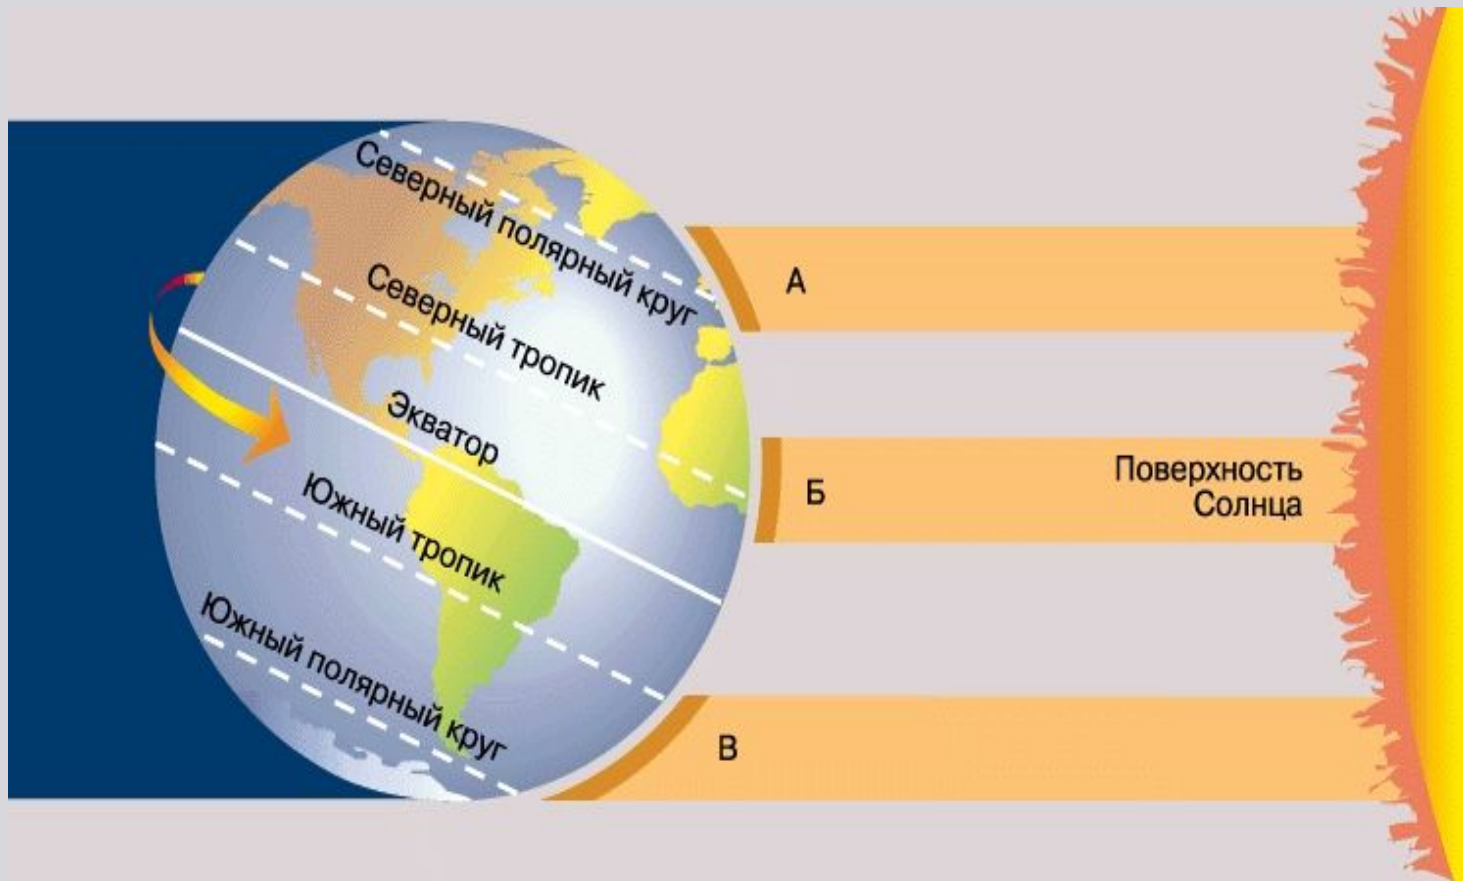 Северный полярный круг
Северный тропик
Экватор
Южный тропик
Южный полярный круг
А
Б
В
Поверхность
Солнца